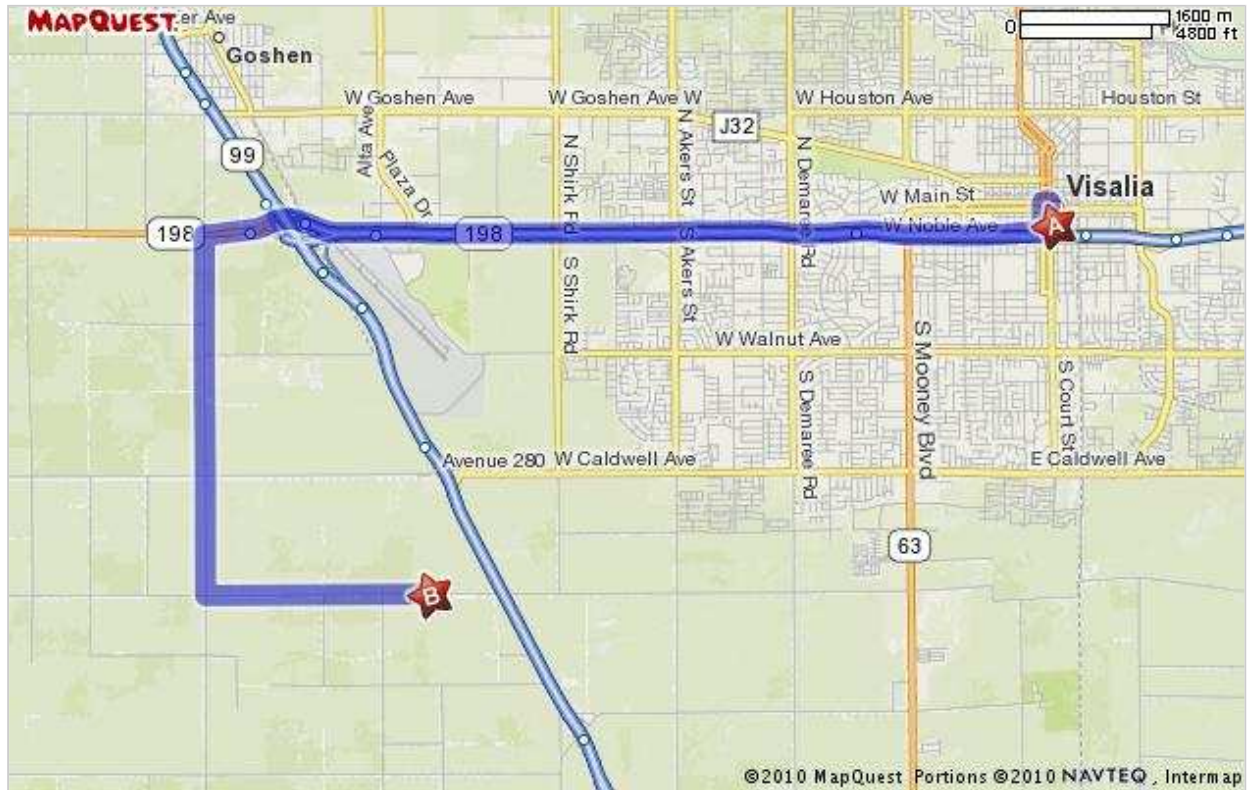 MAPQUEST.
er Ave
Goshen
0
1600 m
4800 ft
W Goshen Ave
W Goshen Ave W
W Houston Ave
Houston St
J32
99
Alta Ave
Plaza Dr
N Shirk Rd
N Akers St
N Demaree Rd
W Main St
Visalia
198
198
W Noble Ave
A
S Shirk Rd
S Akers St
W Walnut Ave
S Mooney Blvd
S Demaree Rd
S Court St
Avenue 280
W Caldwell Ave
E Caldwell Ave
63
B
©2010 MapQuest Portions ©2010 NAVTEQ, Intermap